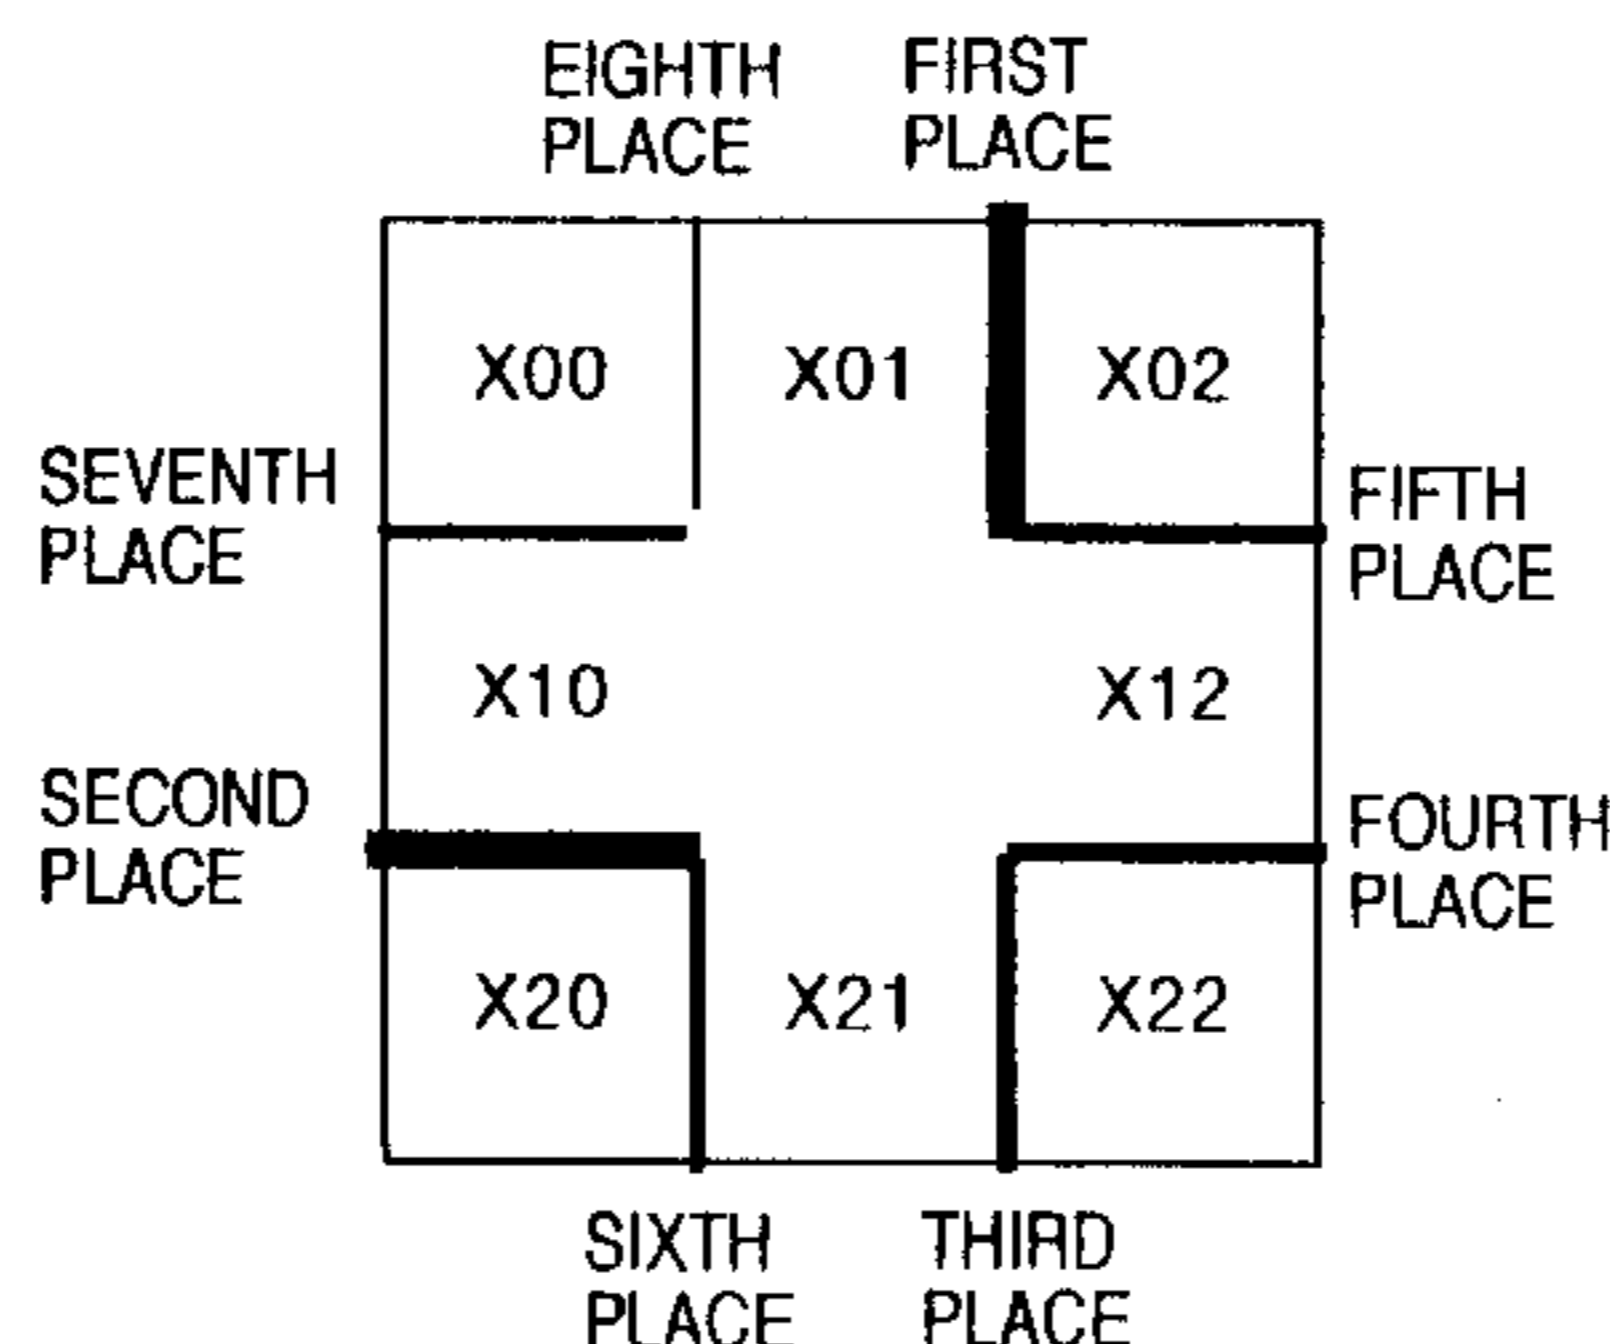 EIGHTH
PLACE
FIRST
PLACE
X00
X01
X02
SEVENTH
PLACE
FIFTH
PLACE
X10
X12
SECOND
PLACE
FOURTH
PLACE
X20
X21
X22
SIXTH
PLACE
THIRD
PLACE